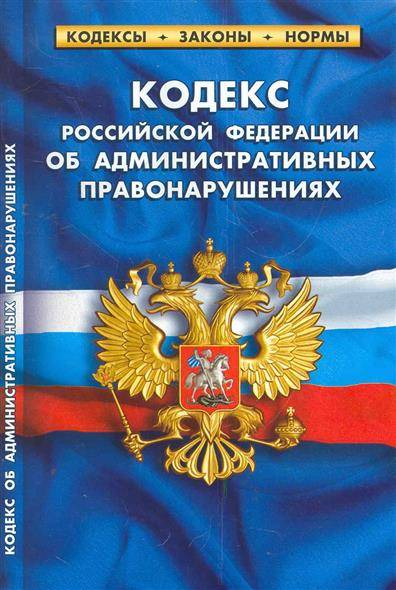 КОДЕКСЫ ✦ ЗАКОНЫ ✦ НОРМЫ
КОДЕКС
РОССИЙСКОЙ ФЕДЕРАЦИИ
ОБ АДМИНИСТРАТИВНЫХ
ПРАВОНАРУШЕНИЯХ
КОДЕКС ОБ АДМИНИСТРАТИВНЫХ ПРАВОНАРУШЕНИЯХ